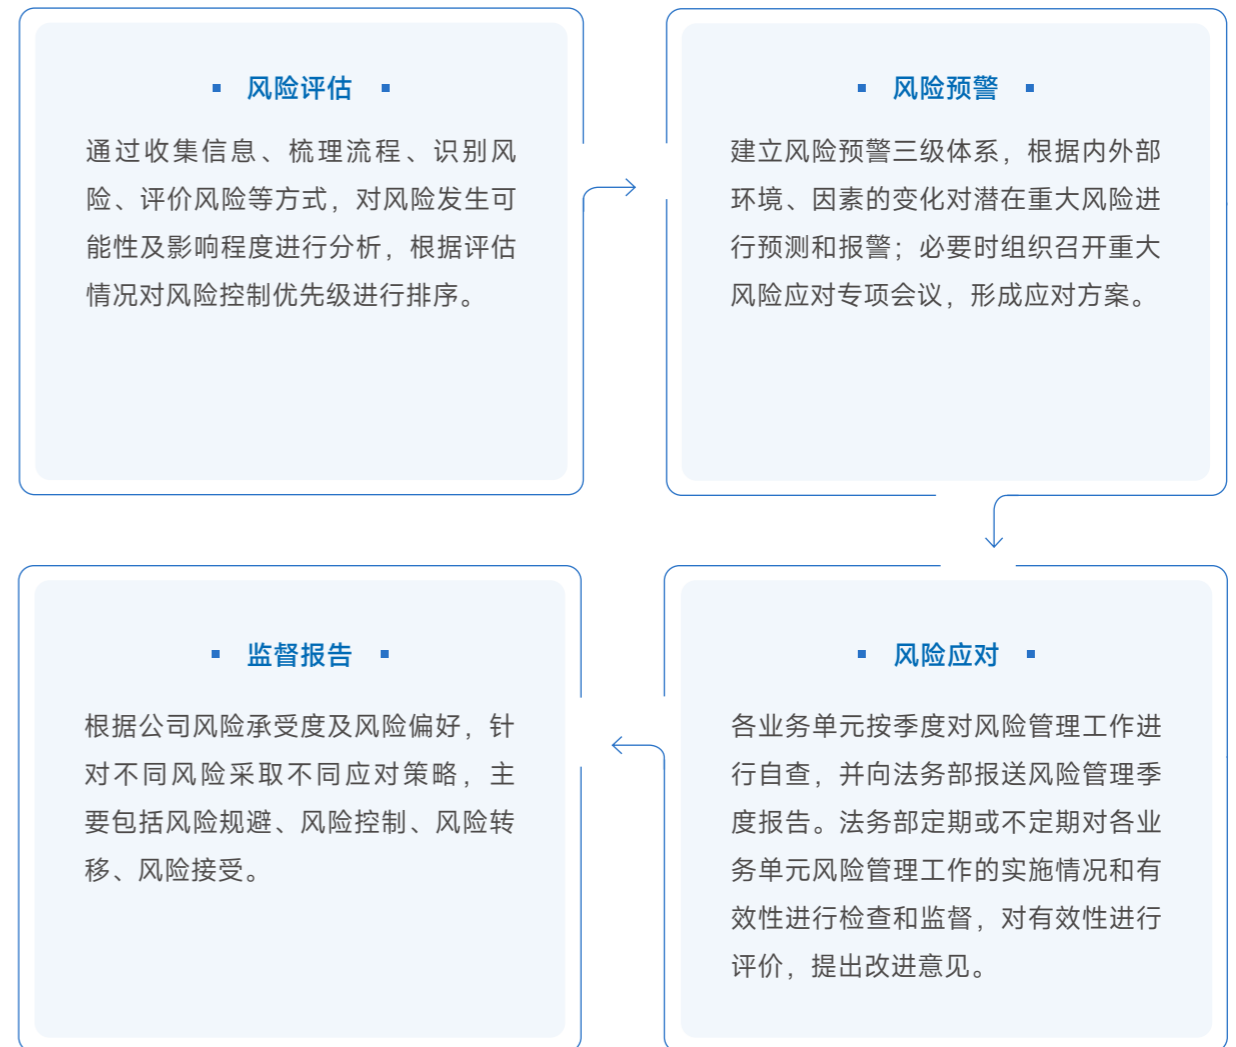 风险评估
通过收集信息、梳理流程、识别风
险、评价风险等方式，对风险发生可
能性及影响程度进行分析，根据评估
情况对风险控制优先级进行排序。
风险预警
建立风险预警三级体系，根据内外部
环境、因素的变化对潜在重大风险进
行预测和报警；必要时组织召开重大
风险应对专项会议，形成应对方案。
风险应对
各业务单元按季度对风险管理工作进
行自查，并向法务部报送风险管理季
度报告。法务部定期或不定期对各业
务单元风险管理工作的实施情况和有
效性进行检查和监督，对有效性进行
评价，提出改进意见。
监督报告
根据公司风险承受度及风险偏好，针
对不同风险采取不同应对策略，主
要包括风险规避、风险控制、风险转
移、风险接受。